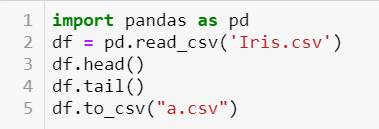 1 import pandas as pd
2 df = pd.read_csv('Iris.csv')
3 df.head()
4 df.tail()
5 df.to_csv("a.csv")